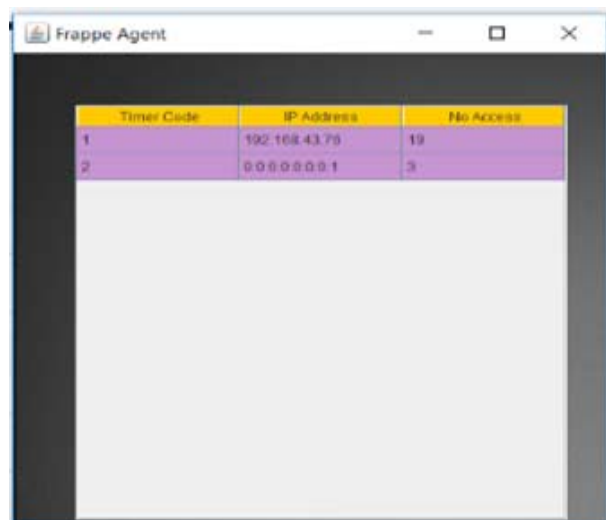 Frappe Agent
Timer Code IP Address No Access
1 192.168.43.76 19
2 0:0:0:0:0:0:0:1 3